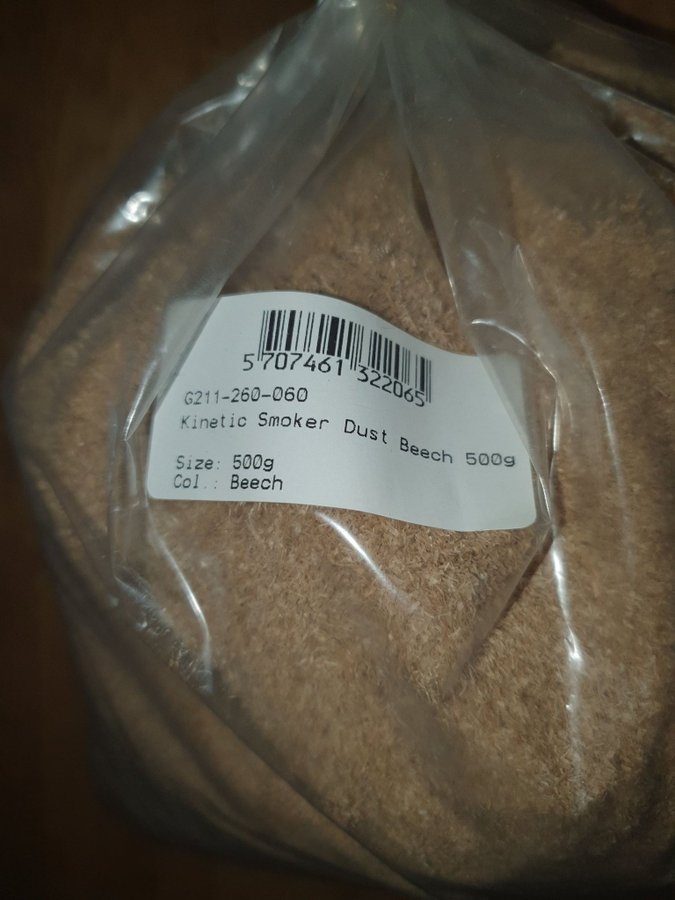 5 707461 322065
G211-260-060
Kinetic Smoker Dust Beech 500g
Size: 500g
Col.: Beech